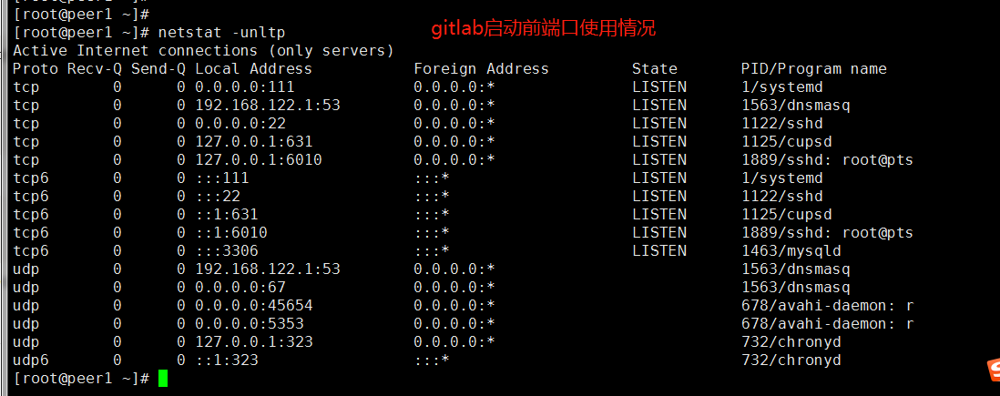 [root@peer1 ~]#
[root@peer1 ~]#
[root@peer1 ~]# netstat -unltp
gitlab启动前端口使用情况
Active Internet connections (only servers)
Proto Recv-Q Send-Q Local Address Foreign Address State PID/Program name
tcp 0 0 0.0.0.0:111 0.0.0.0:* LISTEN 1/systemd
tcp 0 0 192.168.122.1:53 0.0.0.0:* LISTEN 1563/dnsmasq
tcp 0 0 0.0.0.0:22 0.0.0.0:* LISTEN 1122/sshd
tcp 0 0 127.0.0.1:631 0.0.0.0:* LISTEN 1125/cupsd
tcp 0 0 127.0.0.1:6010 0.0.0.0:* LISTEN 1889/sshd: root@pts
tcp6 0 0 :::111 :::* LISTEN 1/systemd
tcp6 0 0 :::22 :::* LISTEN 1122/sshd
tcp6 0 0 ::1:631 :::* LISTEN 1125/cupsd
tcp6 0 0 ::1:6010 :::* LISTEN 1889/sshd: root@pts
tcp6 0 0 :::3306 :::* LISTEN 1463/mysqld
udp 0 0 192.168.122.1:53 0.0.0.0:* 1563/dnsmasq
udp 0 0 0.0.0.0:67 0.0.0.0:* 1563/dnsmasq
udp 0 0 0.0.0.0:45654 0.0.0.0:* 678/avahi-daemon: r
udp 0 0 0.0.0.0:5353 0.0.0.0:* 678/avahi-daemon: r
udp 0 0 127.0.0.1:323 0.0.0.0:* 732/chronyd
udp6 0 0 ::1:323 :::* 732/chronyd
[root@peer1 ~]#